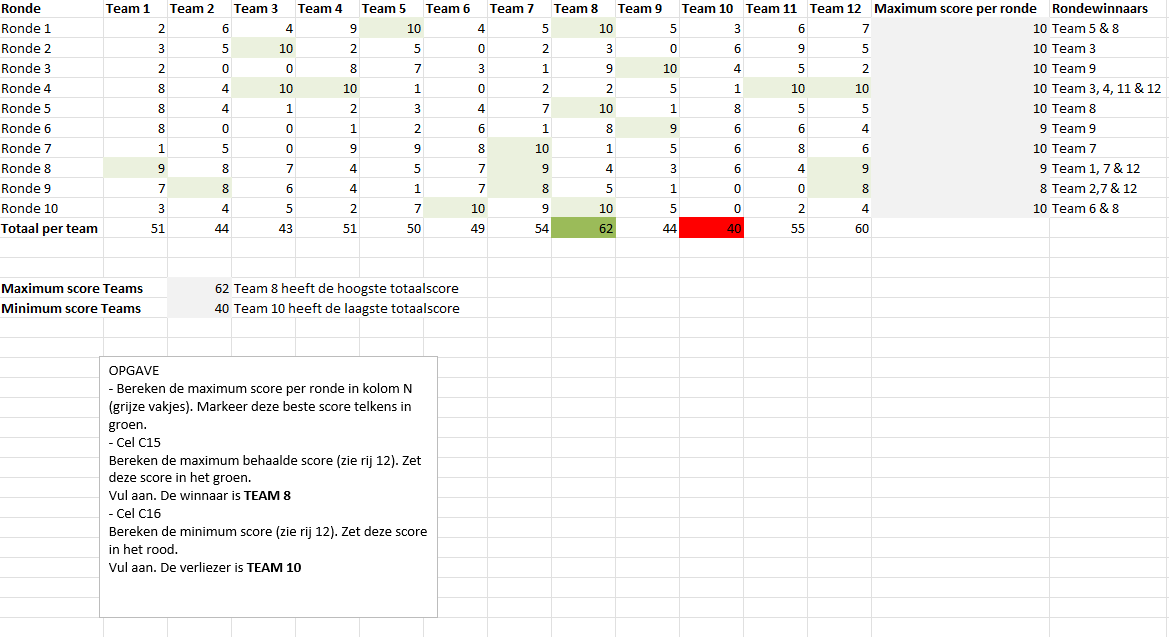 Ronde Team 1 Team 2 Team 3 Team 4 Team 5 Team 6 Team 7 Team 8 Team 9 Team 10 Team 11 Team 12 Maximum score per ronde Rondewinnaars
Ronde 1 2 6 4 9 10 4 5 10 5 3 6 7 10 Team 5 & 8
Ronde 2 3 5 10 2 5 0 2 3 0 6 9 5 10 Team 3
Ronde 3 2 0 0 8 7 3 1 9 10 4 5 2 10 Team 9
Ronde 4 8 4 10 10 1 0 2 2 5 1 10 10 10 Team 3, 4, 11 & 12
Ronde 5 8 4 1 2 3 4 7 10 1 8 5 5 10 Team 8
Ronde 6 8 0 0 1 2 6 1 8 9 6 6 4 9 Team 9
Ronde 7 1 5 0 9 9 8 10 1 5 6 8 6 10 Team 7
Ronde 8 9 8 7 4 5 7 9 4 3 6 4 9 9 Team 1, 7 & 12
Ronde 9 7 8 6 4 1 7 8 5 1 0 0 8 8 Team 2,7 & 12
Ronde 10 3 4 5 2 7 10 9 10 5 0 2 4 10 Team 6 & 8
Totaal per team 51 44 43 51 50 49 54 62 44 40 55 60
Maximum score Teams 62 Team 8 heeft de hoogste totaalscore
Minimum score Teams 40 Team 10 heeft de laagste totaalscore
OPGAVE
- Bereken de maximum score per ronde in kolom N
(grijze vakjes). Markeer deze beste score telkens in
groen.
- Cel C15
Bereken de maximum behaalde score (zie rij 12). Zet
deze score in het groen.
Vul aan. De winnaar is TEAM 8
- Cel C16
Bereken de minimum score (zie rij 12). Zet deze score
in het rood.
Vul aan. De verliezer is TEAM 10